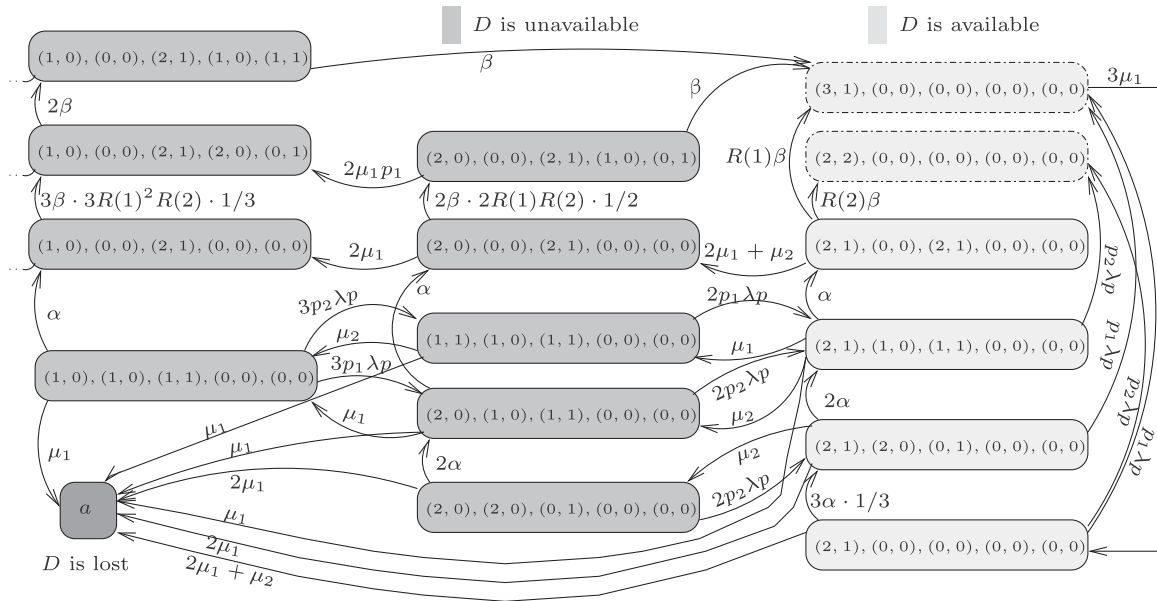 D is unavailable
D is available
(1, 0), (0, 0), (2, 1), (1, 0), (1, 1)
β
3μ₁
(3, 1), (0, 0), (0, 0), (0, 0), (0, 0)
β
2β
(1, 0), (0, 0), (2, 1), (2, 0), (0, 1)
(2, 0), (0, 0), (2, 1), (1, 0), (0, 1)
(2, 2), (0, 0), (0, 0), (0, 0), (0, 0)
2μ₁p₁
R(1)β
3β · 3R(1)²R(2) · 1/3
2β · 2R(1)R(2) · 1/2
R(2)β
(1, 0), (0, 0), (2, 1), (0, 0), (0, 0)
2μ₁
(2, 0), (0, 0), (2, 1), (0, 0), (0, 0)
2μ₁ + μ₂
(2, 1), (0, 0), (2, 1), (0, 0), (0, 0)
p₂λp
α
3p₂λp
α
2p₁λp
α
(1, 1), (1, 0), (1, 1), (0, 0), (0, 0)
μ₂
μ₁
(2, 1), (1, 0), (1, 1), (0, 0), (0, 0)
p₁λp
(1, 0), (1, 0), (1, 1), (0, 0), (0, 0)
3p₁λp
2p₂λp
p₂λp
(2, 0), (1, 0), (1, 1), (0, 0), (0, 0)
μ₁
μ₂
2α
μ₁
μ₁
μ₁
(2, 1), (2, 0), (0, 1), (0, 0), (0, 0)
p₁λp
2α
μ₂
2μ₁
2p₂λp
a
(2, 0), (2, 0), (0, 1), (0, 0), (0, 0)
3α · 1/3
μ₁
D is lost
2μ₁
2μ₁ + μ₂
(2, 1), (0, 0), (0, 0), (0, 0), (0, 0)